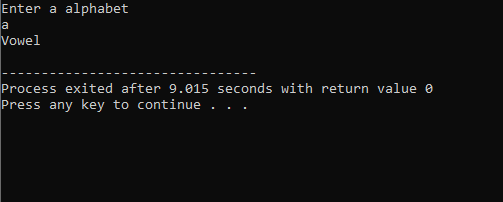 Enter a alphabet
a
Vowel
--------------------------------
Process exited after 9.015 seconds with return value 0
Press any key to continue . . .